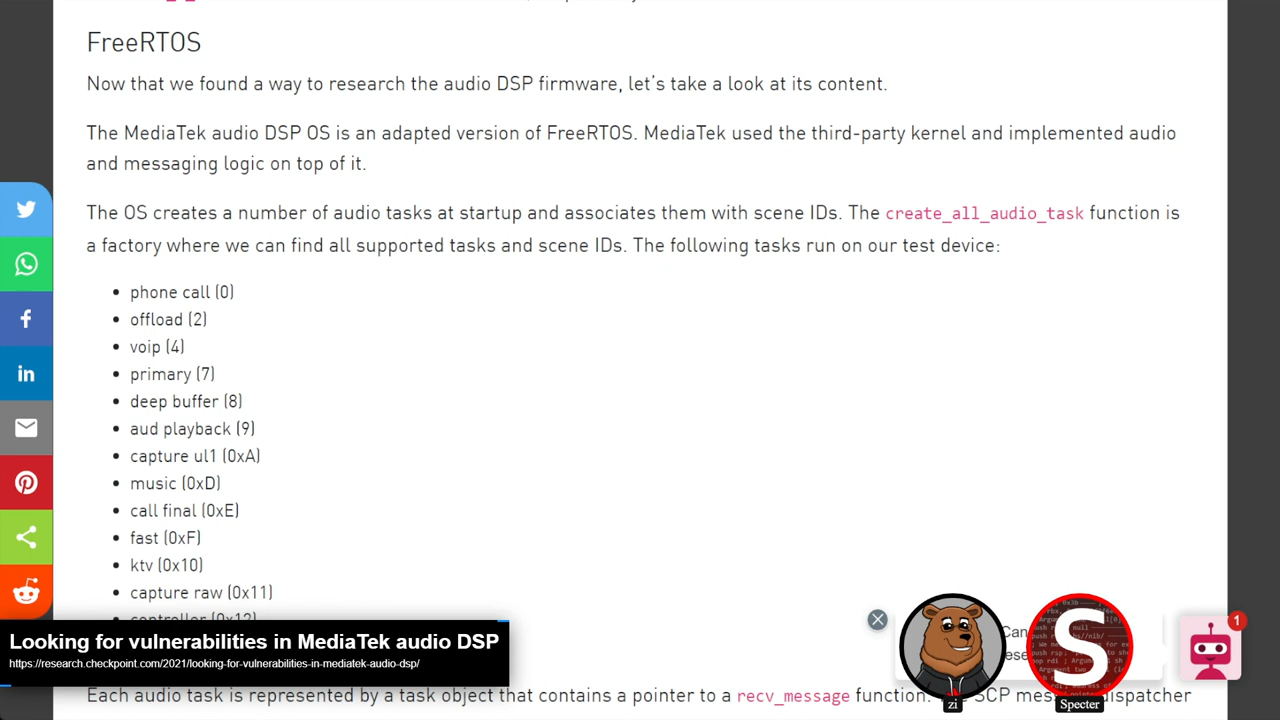 FreeRTOS
Now that we found a way to research the audio DSP firmware, let's take a look at its content.
The MediaTek audio DSP OS is an adapted version of FreeRTOS. MediaTek used the third-party kernel and implemented audio
and messaging logic on top of it.
The OS creates a number of audio tasks at startup and associates them with scene IDs. The create_all_audio_task function is
a factory where we can find all supported tasks and scene IDs. The following tasks run on our test device:
phone call (0)
offload (2)
voip (4)
primary (7)
deep buffer (8)
aud playback (9)
capture ul1 (0xA)
music (0xD)
call final (0xE)
fast (0xF)
ktv (0x10)
capture raw (0x11)
controller (0x12)
Looking for vulnerabilities in MediaTek audio DSP
https://research.checkpoint.com/2021/looking-for-vulnerabilities-in-mediatek-audio-dsp/
Can
1
S
zi
Specter
Each audio task is represented by a task object that contains a pointer to a recv_message function. SCP dispatcher